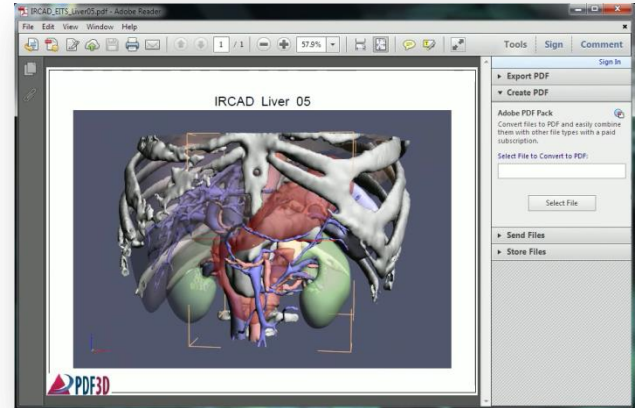 IRCAD_EITS_Liver05.pdf - Adobe Reader
File Edit View Window Help
1 / 1
57.9%
Tools
Sign
Comment
Sign In
Export PDF
Create PDF
Adobe PDF Pack
Convert files to PDF and easily combine
them with other file types with a paid
subscription.
Select File to Convert to PDF:
Select File
Send Files
Store Files
IRCAD Liver 05
PDF3D